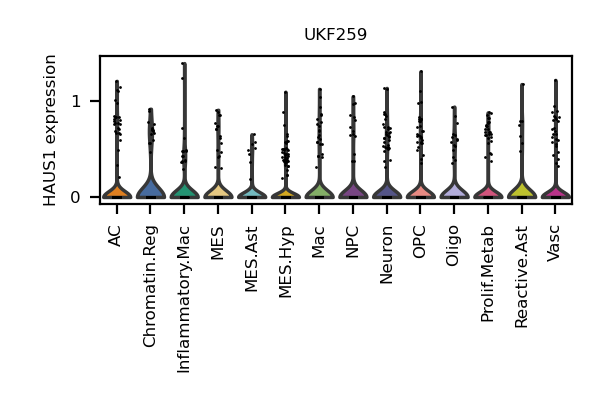 UKF259
HAUS1 expression
1
0
AC
Chromatin.Reg
Inflammatory.Mac
MES
MES.Ast
MES.Hyp
Mac
NPC
Neuron
OPC
Oligo
Prolif.Metab
Reactive.Ast
Vasc